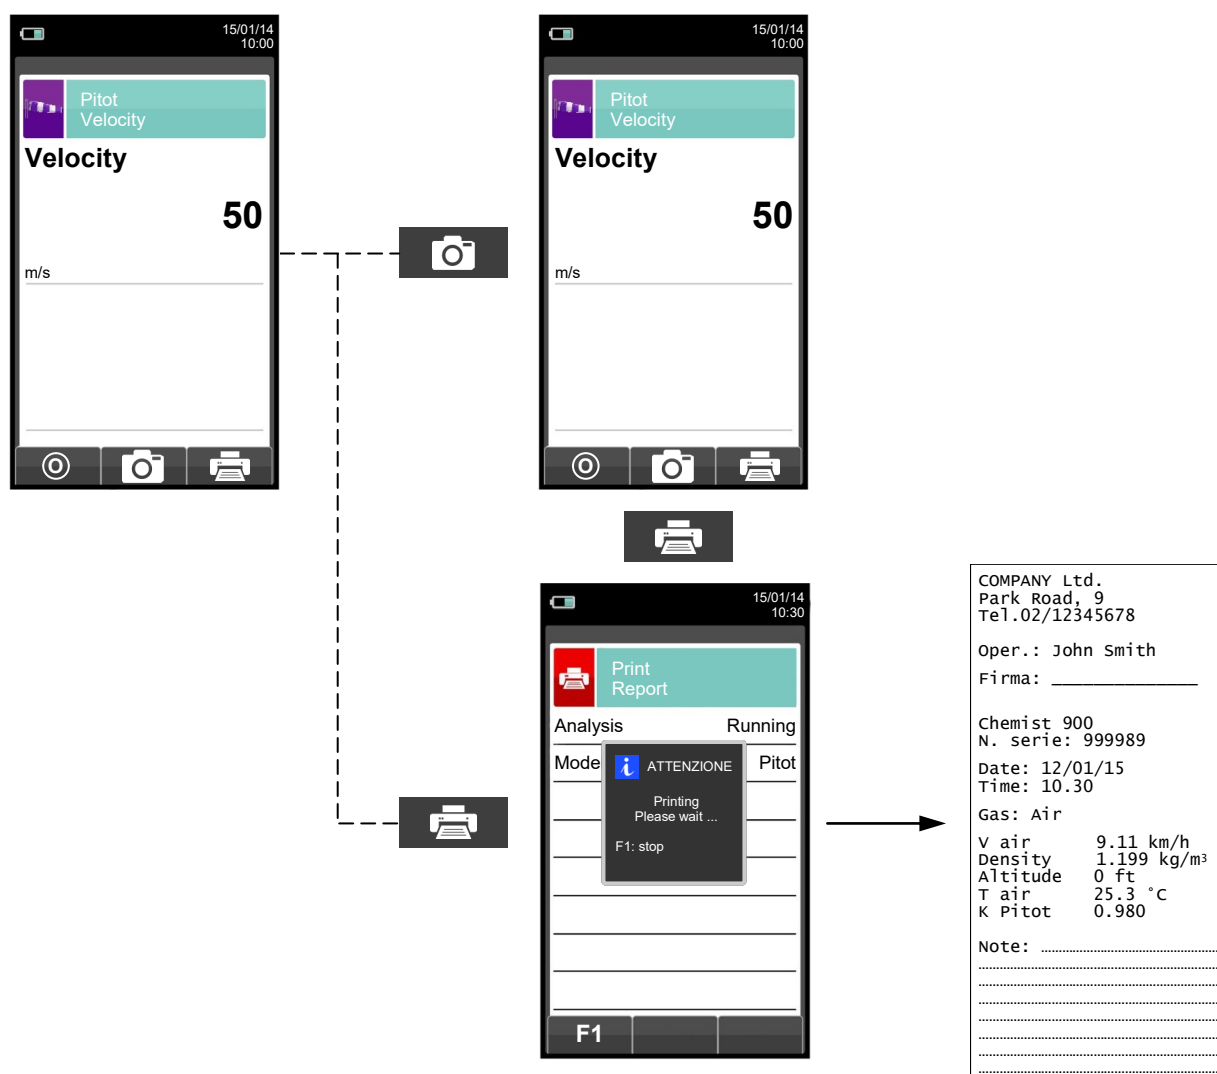 15/01/14
10:00
Pitot
Velocity
Velocity
50
m/s
O
15/01/14
10:00
Pitot
Velocity
Velocity
50
m/s
O
15/01/14
10:30
Print
Report
Analysis Running
Mode Pitot
i ATTENZIONE
Printing
Please wait ...
F1: stop
F1
COMPANY Ltd.
Park Road, 9
Tel.02/12345678
Oper.: John Smith
Firma: ______________
Chemist 900
N. serie: 999989
Date: 12/01/15
Time: 10.30
Gas: Air
V air 9.11 km/h
Density 1.199 kg/m³
Altitude 0 ft
T air 25.3 °C
K Pitot 0.980
Note: ................................................